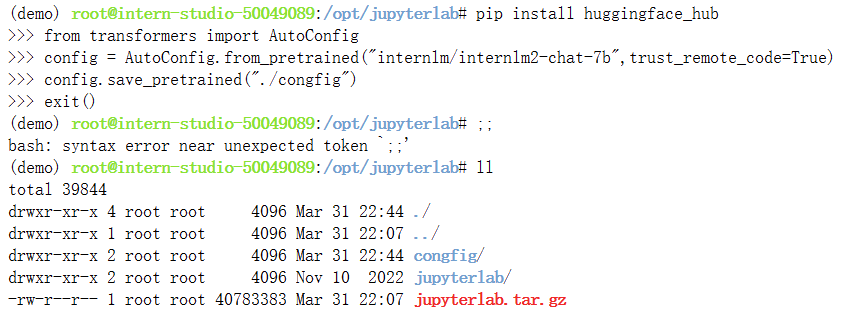 (demo) root@intern-studio-50049089:/opt/jupyterlab# pip install huggingface_hub
>>> from transformers import AutoConfig
>>> config = AutoConfig.from_pretrained("internlm/internlm2-chat-7b",trust_remote_code=True)
>>> config.save_pretrained("./congfig")
>>> exit()
(demo) root@intern-studio-50049089:/opt/jupyterlab# ;;
bash: syntax error near unexpected token `;;'
(demo) root@intern-studio-50049089:/opt/jupyterlab# ll
total 39844
drwxr-xr-x 4 root root     4096 Mar 31 22:44 ./
drwxr-xr-x 1 root root     4096 Mar 31 22:07 ../
drwxr-xr-x 2 root root     4096 Mar 31 22:44 congfig/
drwxr-xr-x 2 root root     4096 Nov 10  2022 jupyterlab/
-rw-r--r-- 1 root root 40783383 Mar 31 22:07 jupyterlab.tar.gz